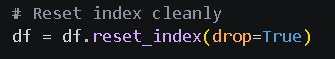 # Reset index cleanly
df = df.reset_index(drop=True)